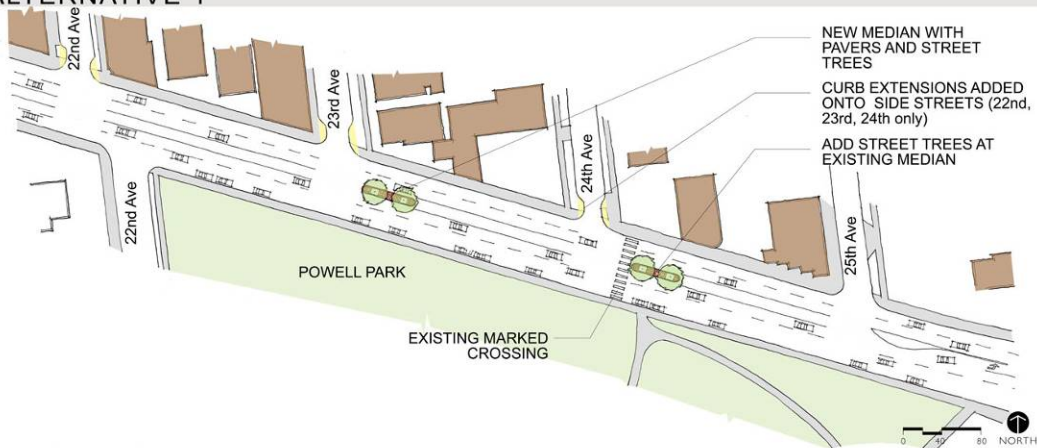 ALTERNATIVE 1
22nd Ave
23rd Ave
NEW MEDIAN WITH
PAVERS AND STREET
TREES
CURB EXTENSIONS ADDED
ONTO SIDE STREETS (22nd,
23rd, 24th only)
ADD STREET TREES AT
EXISTING MEDIAN
24th Ave
22nd Ave
25th Ave
POWELL PARK
EXISTING MARKED
CROSSING
0 40 80 NORTH